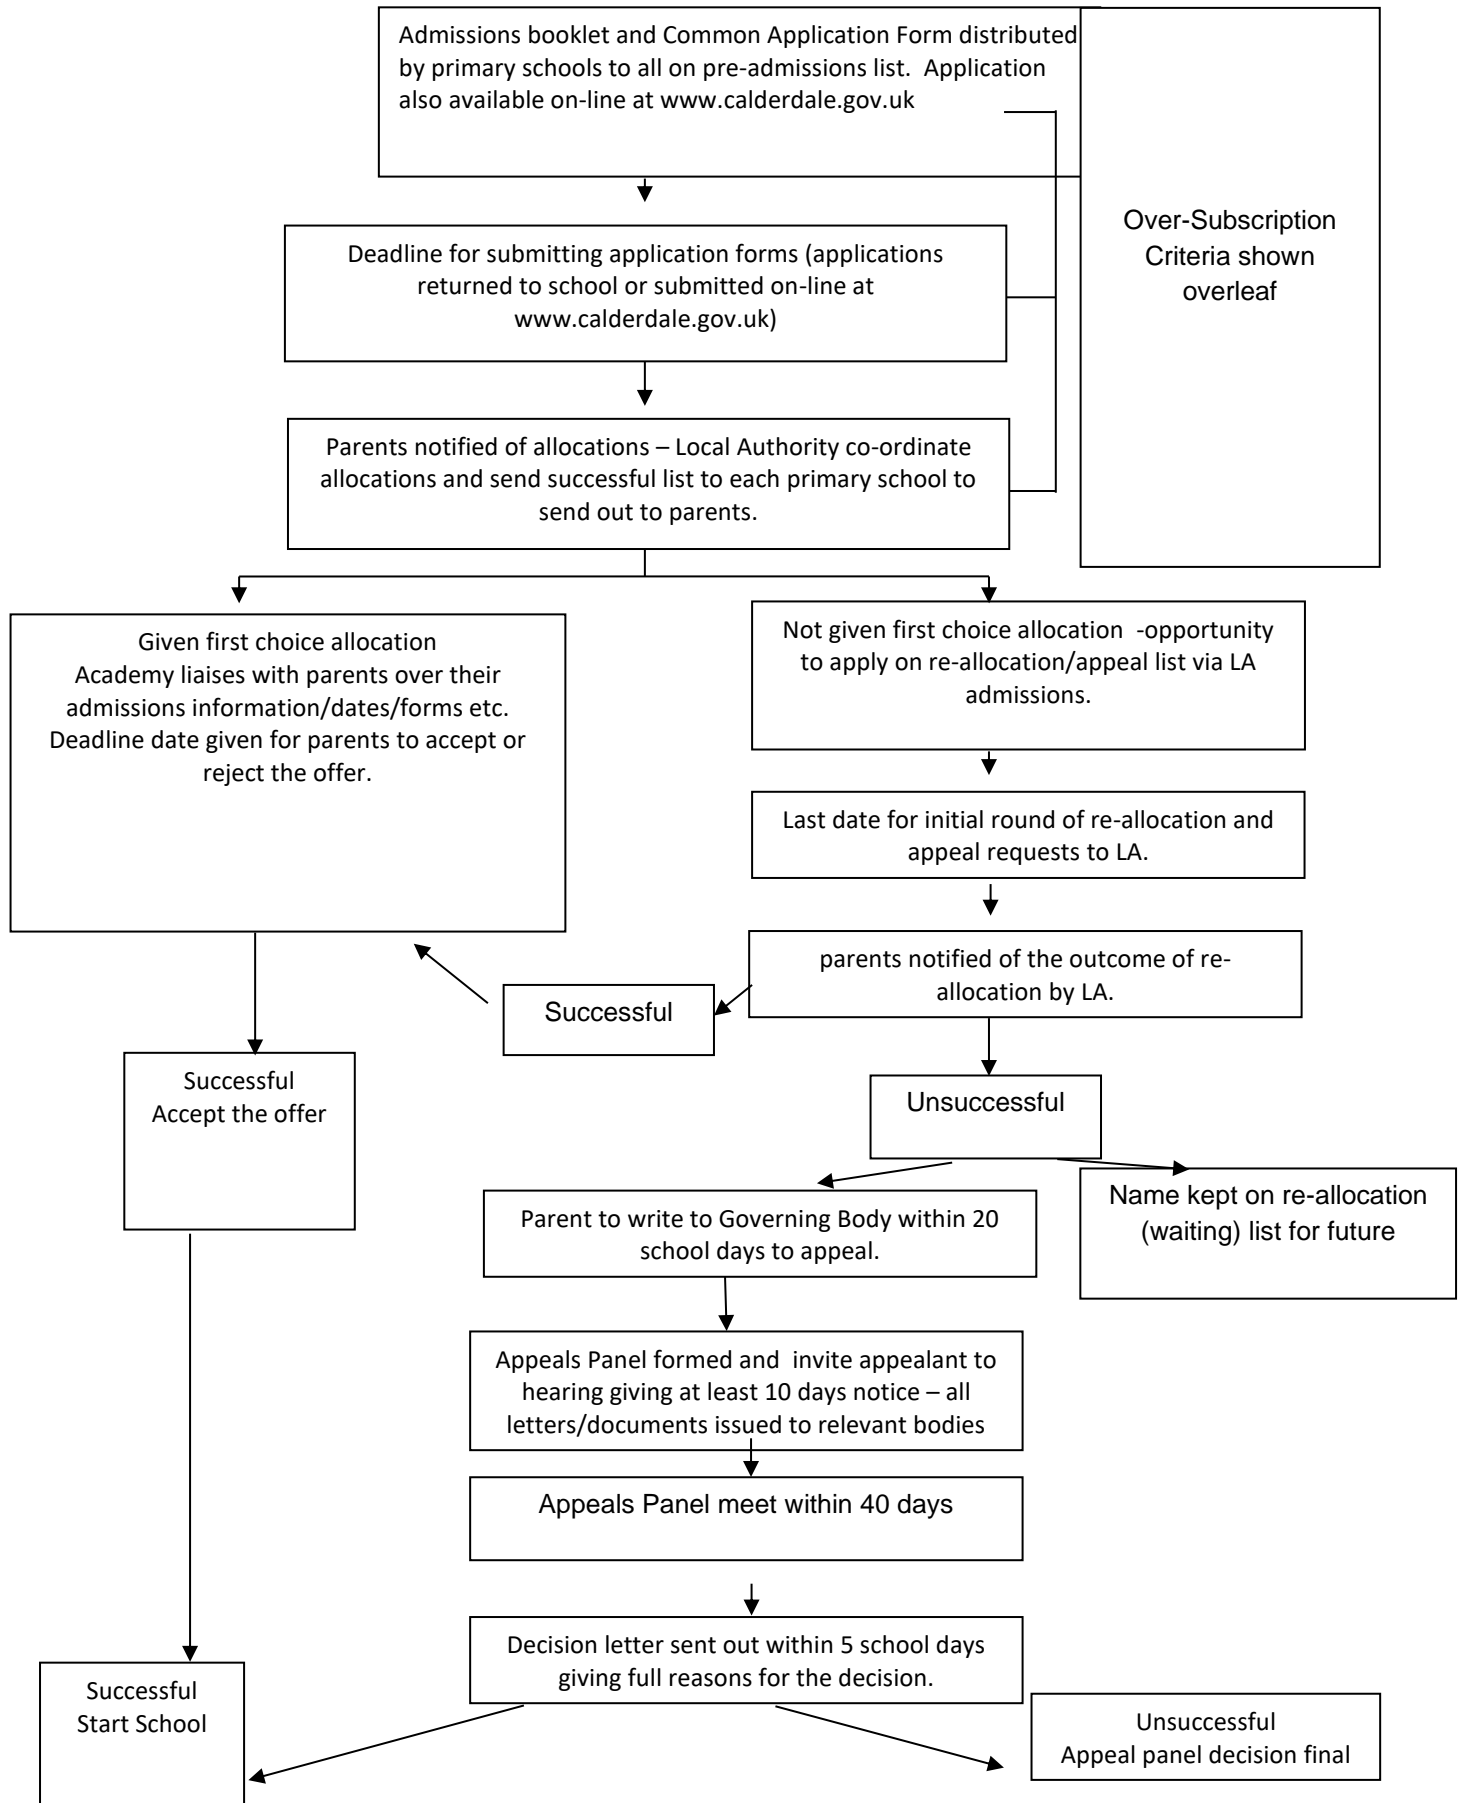 Admissions booklet and Common Application Form distributed
by primary schools to all on pre-admissions list.  Application
also available on-line at www.calderdale.gov.uk
Over-Subscription
Criteria shown
overleaf
Deadline for submitting application forms (applications
returned to school or submitted on-line at
www.calderdale.gov.uk)
Parents notified of allocations – Local Authority co-ordinate
allocations and send successful list to each primary school to
send out to parents.
Given first choice allocation
Academy liaises with parents over their
admissions information/dates/forms etc.
Deadline date given for parents to accept or
reject the offer.
Not given first choice allocation  -opportunity
to apply on re-allocation/appeal list via LA
admissions.
Last date for initial round of re-allocation and
appeal requests to LA.
parents notified of the outcome of re-
allocation by LA.
Successful
Successful
Accept the offer
Unsuccessful
Parent to write to Governing Body within 20
school days to appeal.
Name kept on re-allocation
(waiting) list for future
Appeals Panel formed and  invite appealant to
hearing giving at least 10 days notice – all
letters/documents issued to relevant bodies
Appeals Panel meet within 40 days
Decision letter sent out within 5 school days
giving full reasons for the decision.
Successful
Start School
Unsuccessful
Appeal panel decision final